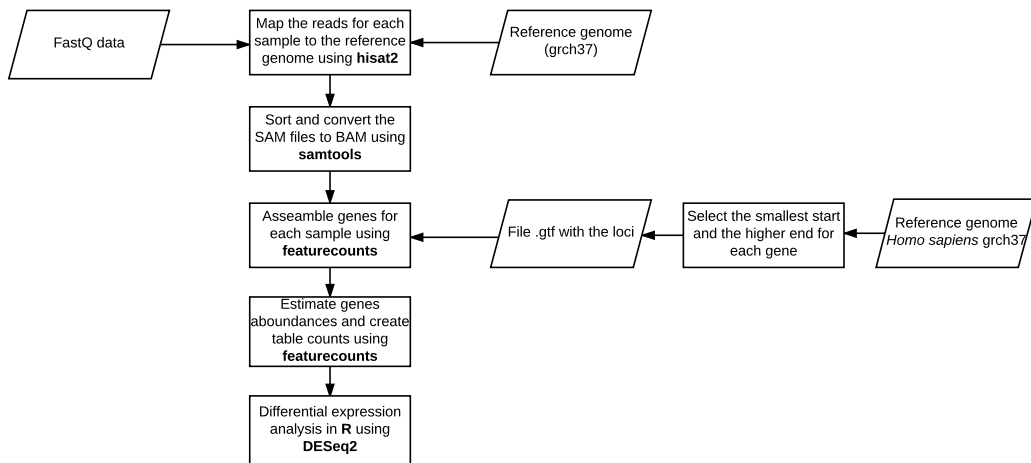 FastQ data
Map the reads for each
sample to the reference
genome using hisat2
Reference genome
(grch37)
Sort and convert the
SAM files to BAM using
samtools
Asseamble genes for
each sample using
featurecounts
File .gtf with the loci
Select the smallest start
and the higher end for
each gene
Reference genome
Homo sapiens grch37
Estimate genes
aboundances and create
table counts using
featurecounts
Differential expression
analysis in R using
DESeq2